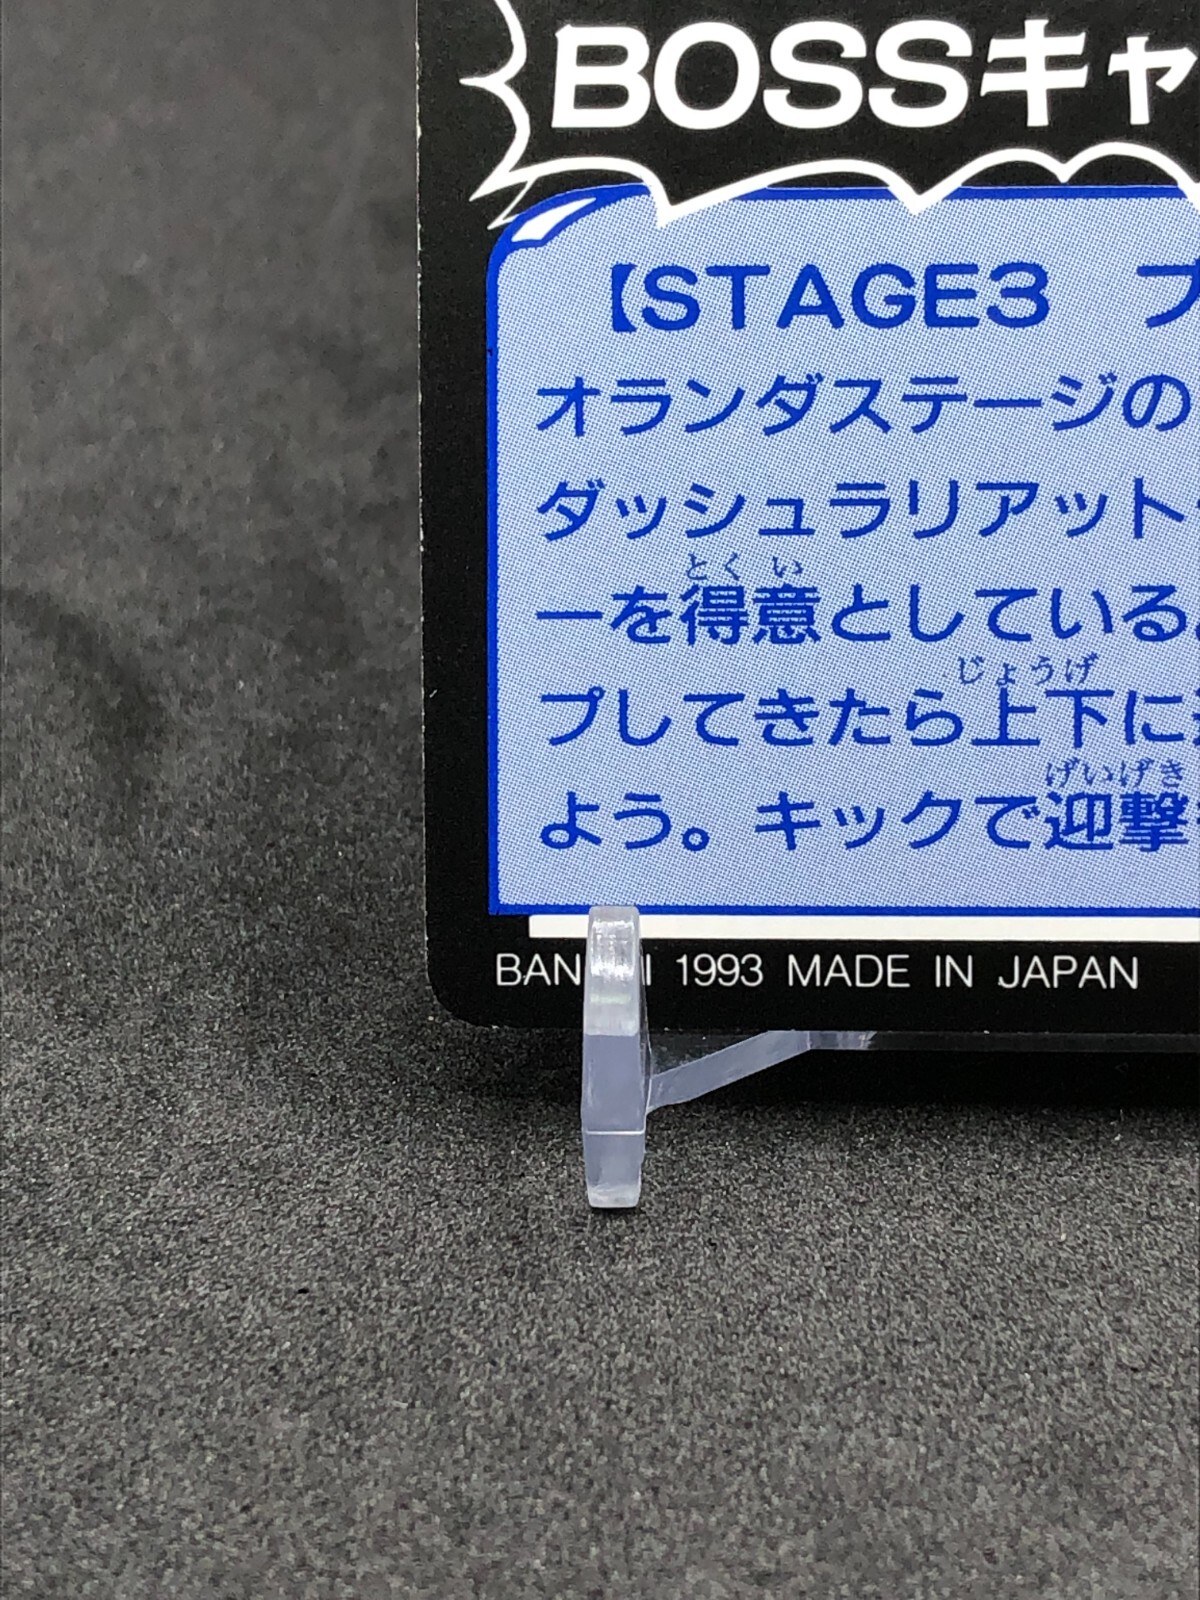 BOSSキャ
【STAGE3　フ
オランダステージの
ダッシュラリアット
とくい
ーを得意としている
じょうげ
プしてきたら上下に
げいげき
よう。キックで迎撃
1993 MADE IN JAPAN